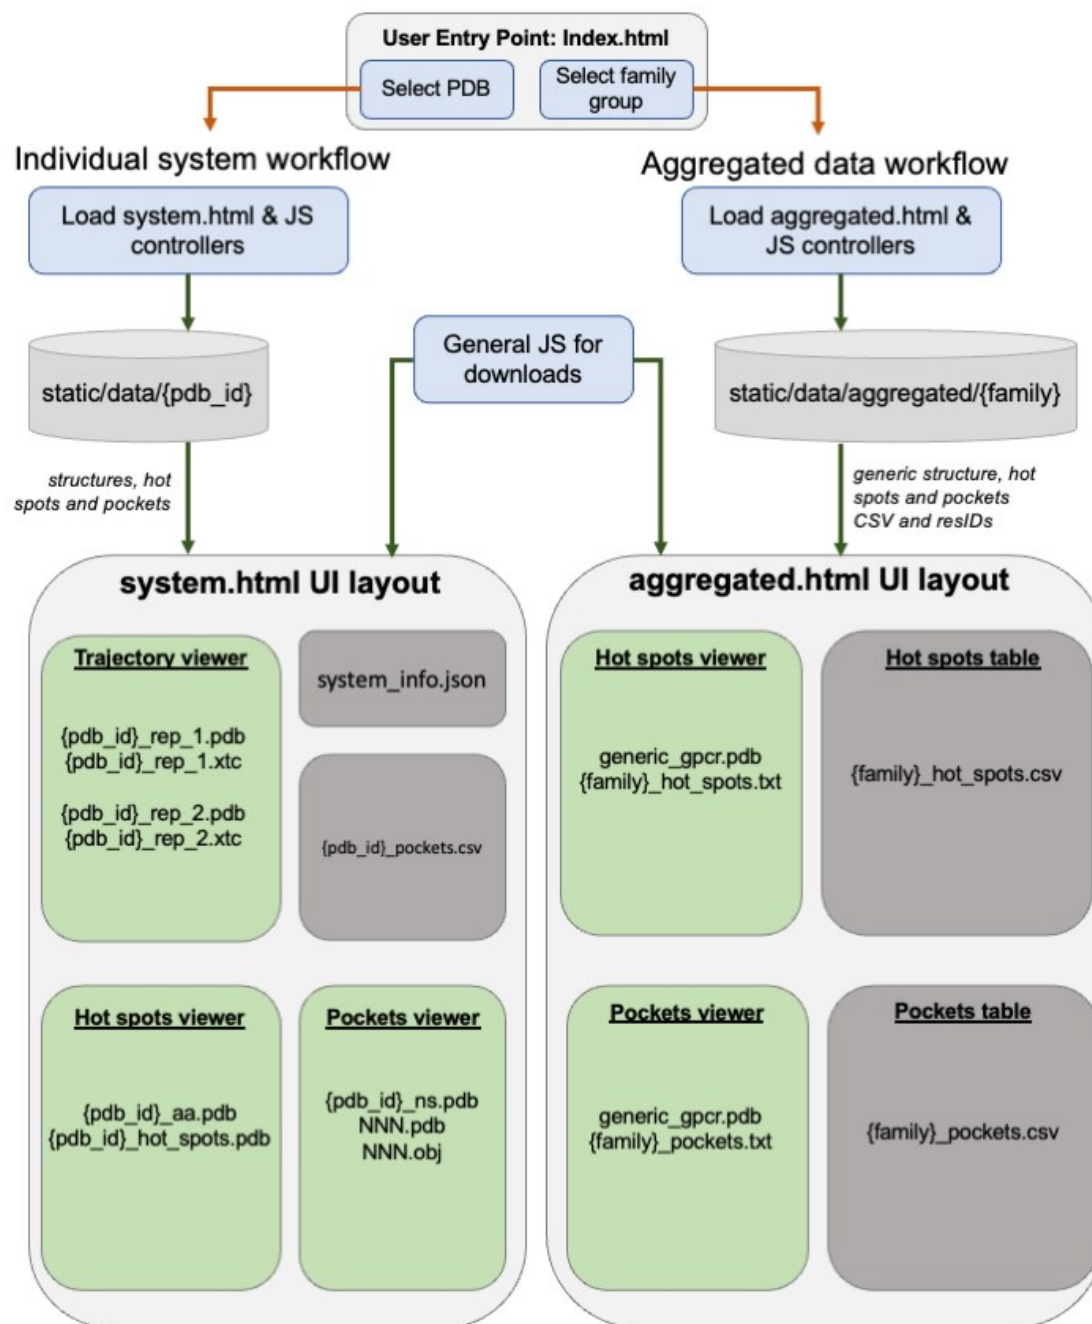 User Entry Point: Index.html
Select PDB
Select family
group
Individual system workflow
Aggregated data workflow
Load system.html & JS
controllers
Load aggregated.html &
JS controllers
General JS for
downloads
static/data/{pdb_id}
static/data/aggregated/{family}
structures, hot
spots and pockets
generic structure, hot
spots and pockets
CSV and resIDs
system.html UI layout
Trajectory viewer
{pdb_id}_rep_1.pdb
{pdb_id}_rep_1.xtc
{pdb_id}_rep_2.pdb
{pdb_id}_rep_2.xtc
system_info.json
{pdb_id}_pockets.csv
Hot spots viewer
{pdb_id}_aa.pdb
{pdb_id}_hot_spots.pdb
Pockets viewer
{pdb_id}_ns.pdb
NNN.pdb
NNN.obj
aggregated.html UI layout
Hot spots viewer
generic_gpcr.pdb
{family}_hot_spots.txt
Hot spots table
{family}_hot_spots.csv
Pockets viewer
generic_gpcr.pdb
{family}_pockets.txt
Pockets table
{family}_pockets.csv